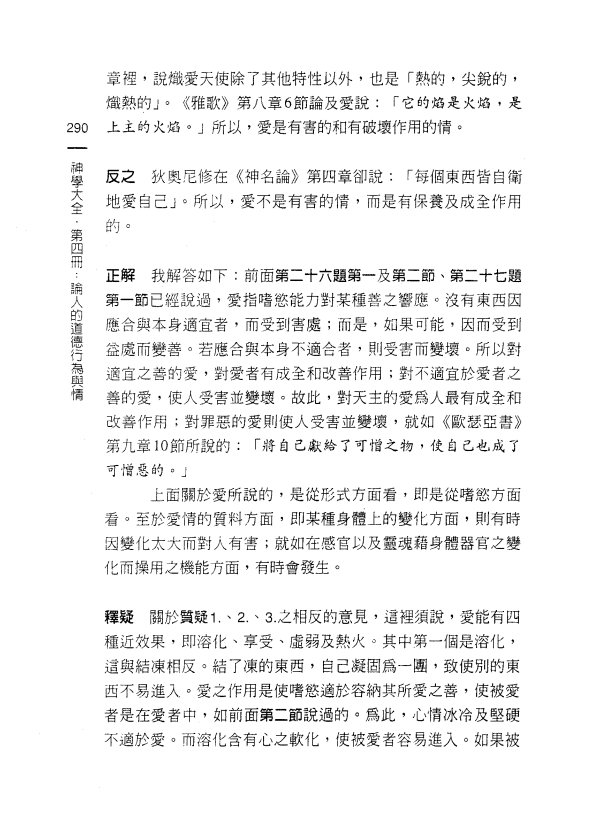 章裡，說熾愛天使除了其他特性以外，也是「熱的，尖銳的，
熾熱的」。《雅歌》第八章6節論及愛說：「它的焰是火焰，是
上主的火焰。」所以，愛是有害的和有破壞作用的情。
反之　狄奧尼修在《神名論》第四章卻說：「每個東西皆自衛
地愛自己」。所以，愛不是有害的情，而是有保養及成全作用
的。
正解　我解答如下：前面第二十六題第一及第二節、第二十七題
第一節已經說過，愛指嗜慾能力對某種善之響應。沒有東西因
應合與本身適宜者，而受到害處；而是，如果可能，因而受到
益處而變善。若應合與本身不適合者，則受害而變壞。所以對
適宜之善的愛，對愛者有成全和改善作用；對不適宜於愛者之
善的愛，使人受害並變壞。故此，對天主的愛爲人最有成全和
改善作用；對罪惡的愛則使人受害並變壞，就如《歐瑟亞書》
第九章10節所說的：「將自己獻給了可憎之物，使自己也成了
可憎惡的。」
上面關於愛所說的，是從形式方面看，即是從嗜慾方面
看。至於愛情的質料方面，即某種身體上的變化方面，則有時
因變化太大而對人有害；就如在感官以及靈魂藉身體器官之變
化而操用之機能方面，有時會發生。
釋疑　關於質疑1.、2.、3.之相反的意見，這裡須說，愛能有四
種近效果，即溶化、享受、虛弱及熱火。其中第一個是溶化，
這與結凍相反。結了凍的東西，自己凝固爲一團，致使別的東
西不易進入。愛之作用是使嗜慾適於容納其所愛之善，使被愛
者是在愛者中，如前面第二節說過的。爲此，心情冰冷及堅硬
不適於愛。而溶化含有心之軟化，使被愛者容易進入。如果被
290
神學大全．第四冊：論人的道德行為與情